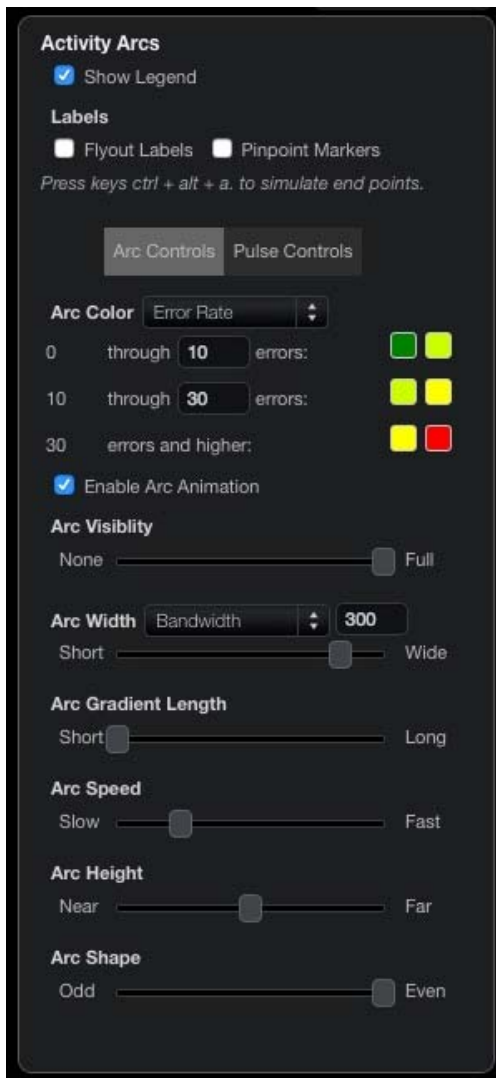 Activity Arcs
Show Legend
Labels
Flyout Labels Pinpoint Markers
Press keys ctrl + alt + a. to simulate end points.
Arc Controls Pulse Controls
Arc Color Error Rate
0 through 10 errors:
10 through 30 errors:
30 errors and higher:
Enable Arc Animation
Arc Visiblity
None Full
Arc Width Bandwidth 300
Short Wide
Arc Gradient Length
Short Long
Arc Speed
Slow Fast
Arc Height
Near Far
Arc Shape
Odd Even